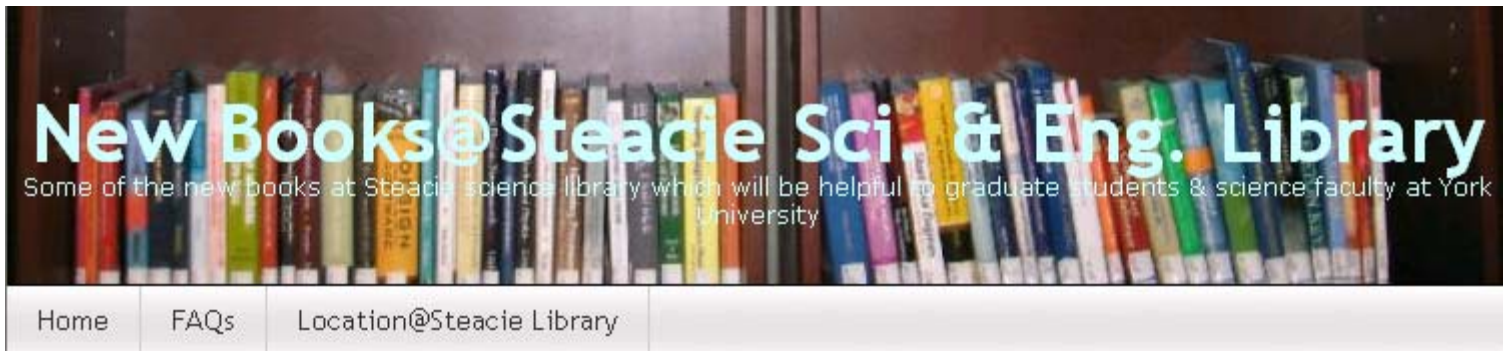 New Books@Steacie Sci. & Eng. Library
Some of the new books at Steacie science library which will be helpful to graduate students & science faculty at York
University
Home FAQs Location@Steacie Library